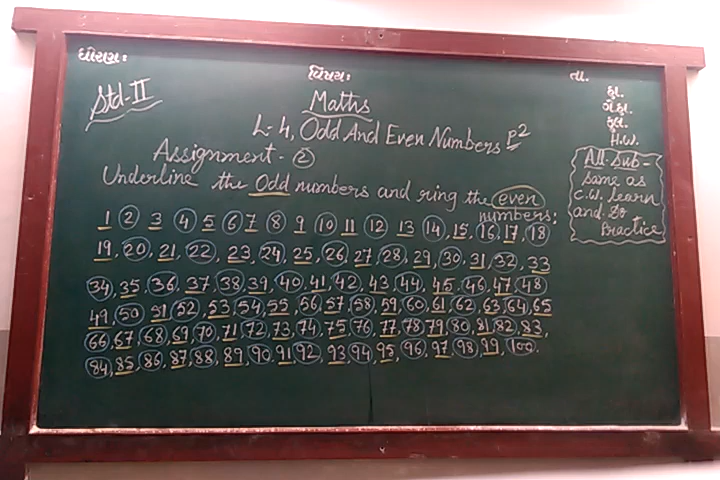 ધોરણઃ
વિષયઃ
તા.
Std-II
Maths
L-4, Odd And Even Numbers P2
Assignment - 2
Underline the Odd numbers and ring the even
numbers:
1 2 3 4 5 6 7 8 9 10 11 12 13 14, 15, 16, 17, 18
19, 20, 21, 22, 23, 24, 25, 26, 27, 28, 29, 30, 31, 32, 33
34, 35, 36, 37, 38, 39, 40, 41, 42, 43, 44, 45, 46, 47, 48
49, 50, 51, 52, 53, 54, 55, 56, 57, 58, 59, 60, 61, 62, 63, 64, 65
66, 67, 68, 69, 70, 71, 72, 73, 74, 75, 76, 77, 78, 79, 80, 81, 82, 83,
84, 85, 86, 87, 88, 89, 90, 91, 92, 93, 94, 95, 96, 97, 98, 99, 100.
કુલ
H.W.
All-Sub-
Same as
C.W. learn
and Do
Practice